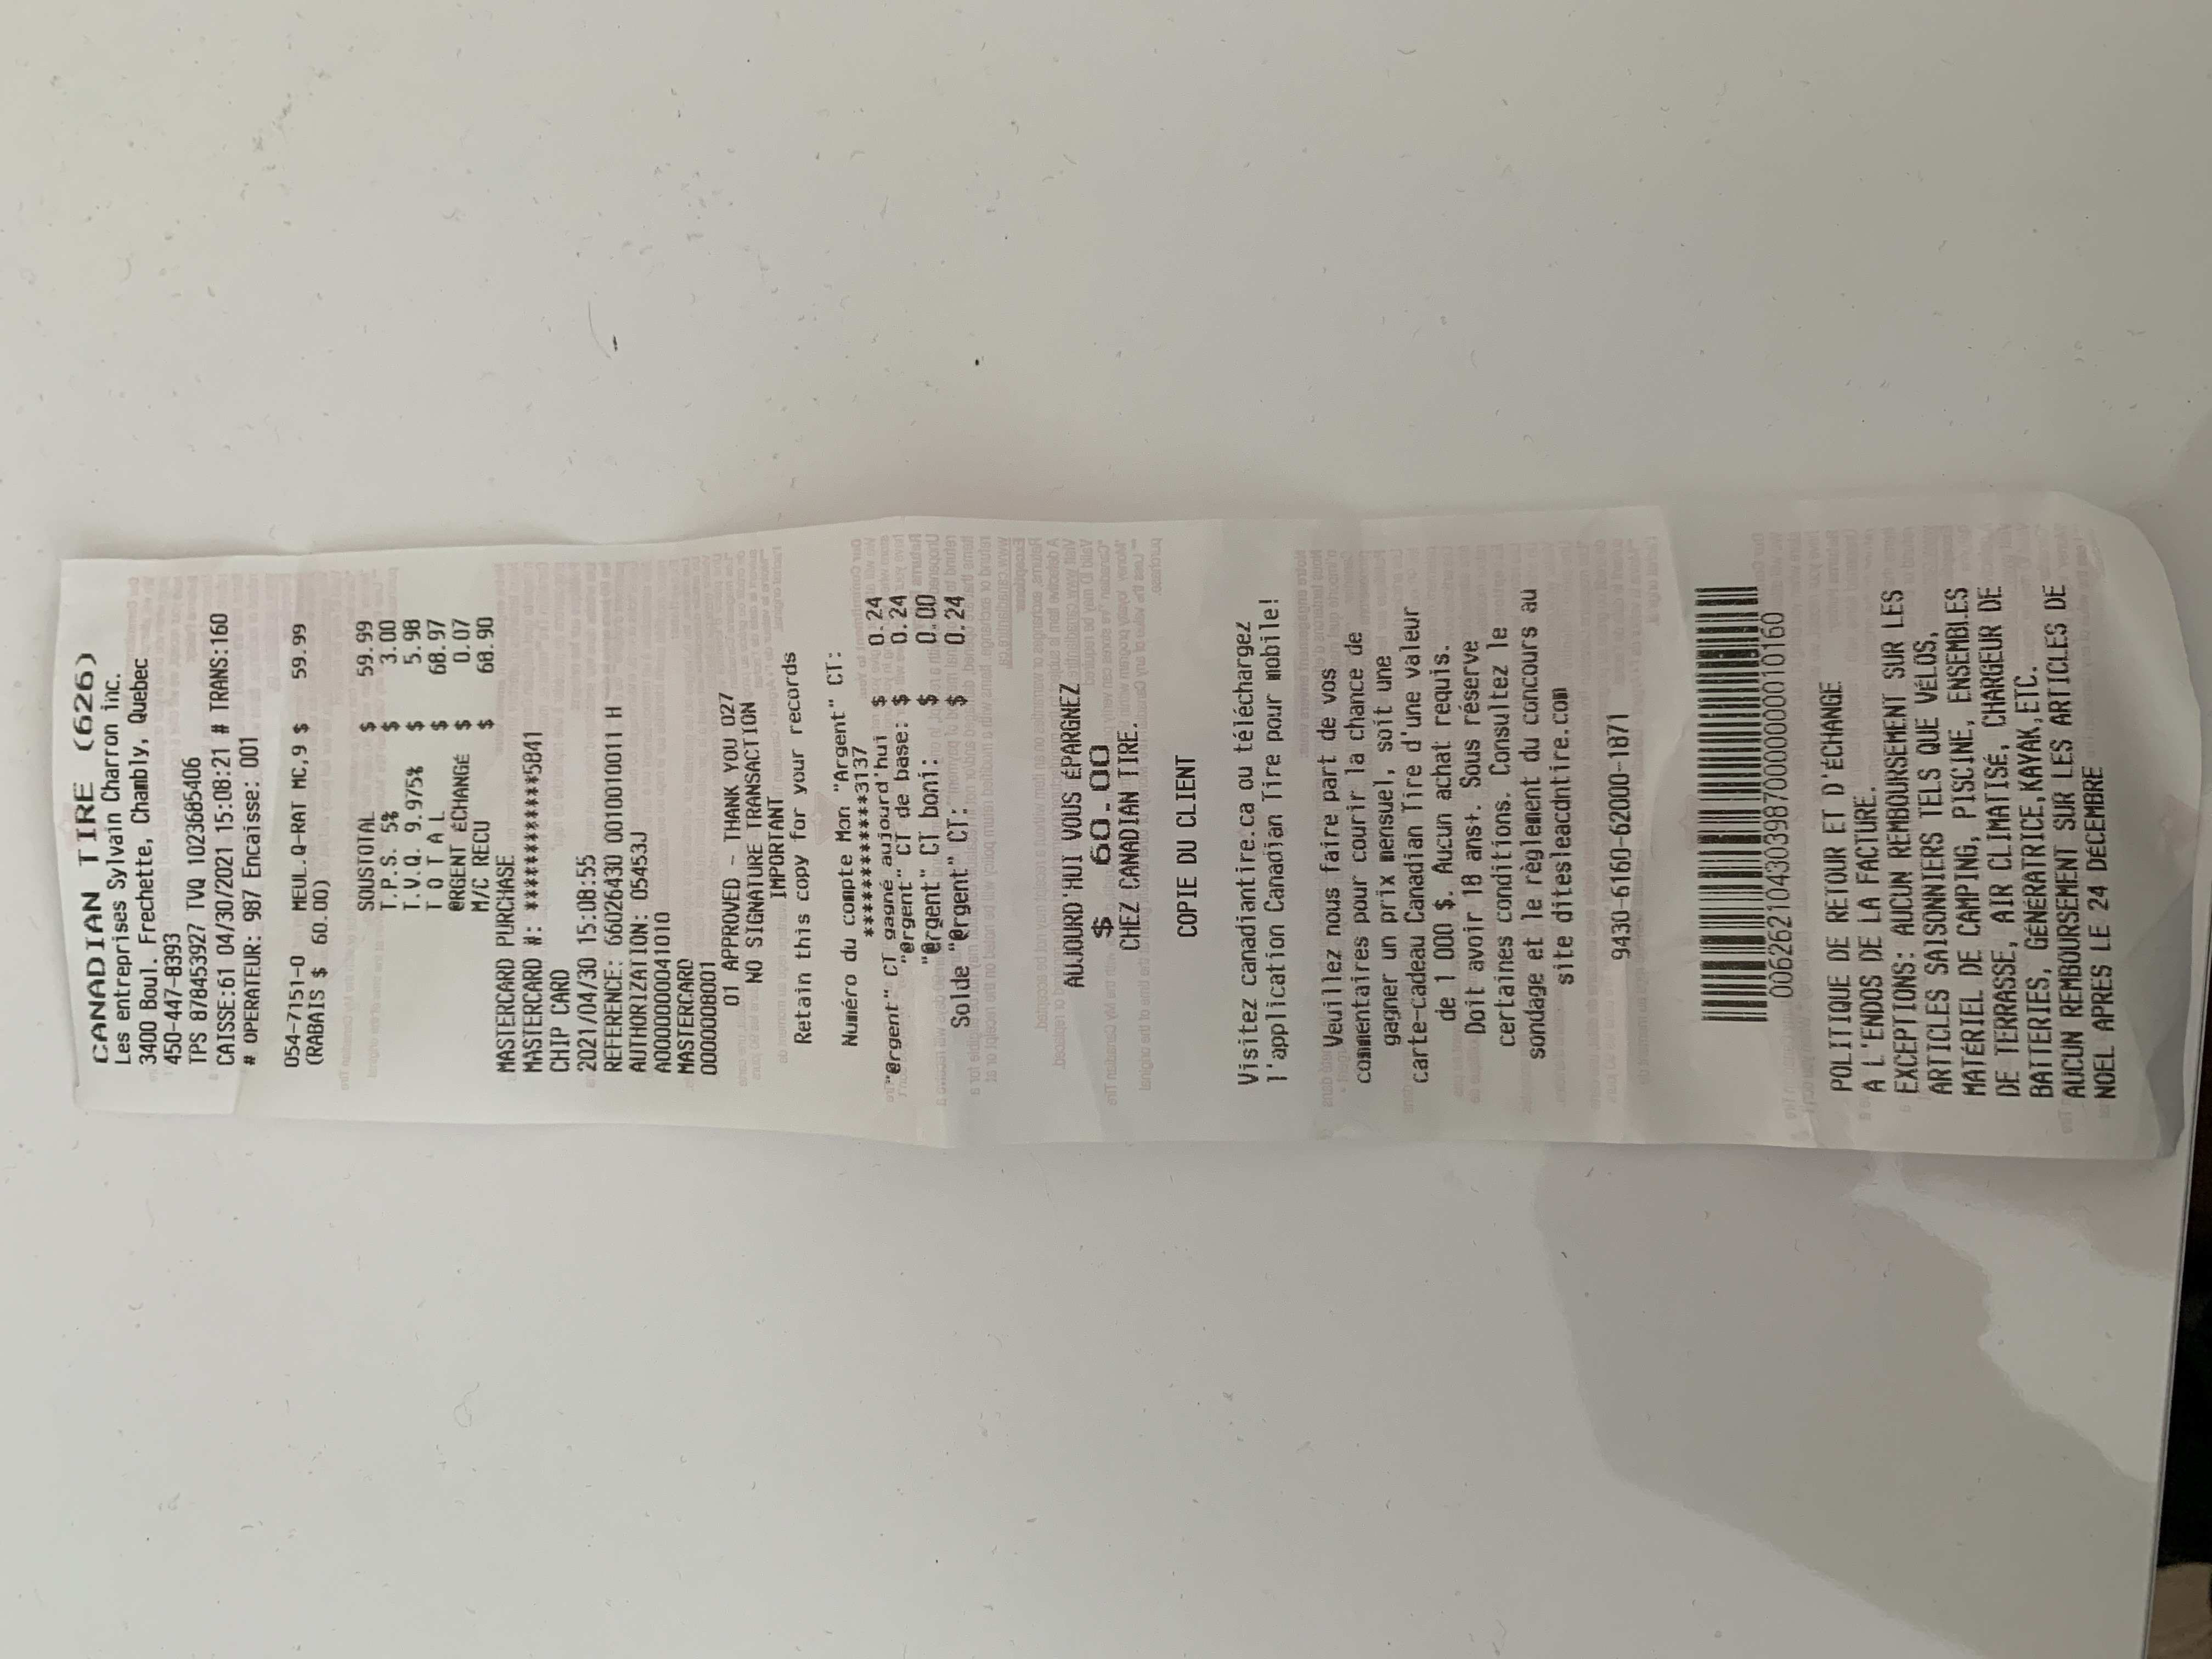 CANADIAN TIRE (626)
Les entreprises Sylvain Charron inc.
3400 Boul. Frechette, Chambly, Quebec
450-447-8393
TPS 878453927 TVQ 1023685406
CAISSE:61 04/30/2021 15:08:21 # TRANS:160
# OPERATEUR: 987 Encaisse: 001
054-7151-0 MEUL.Q-RAT MC,9 $ 59.99
(RABAIS $ 60.00)
SOUSTOTAL $ 59.99
T.P.S. 5% $ 3.00
T.V.Q. 9.975% $ 5.98
T O T A L $ 68.97
@RGENT ÉCHANGÉ $ 0.07
M/C RECU $ 68.90
MASTERCARD PURCHASE
MASTERCARD #: ************5841
CHIP CARD
2021/04/30 15:08:55
REFERENCE: 66026430 0010010011 H
AUTHORIZATION: 05453J
A0000000041010
MASTERCARD
0000008001
01 APPROVED - THANK YOU 027
NO SIGNATURE TRANSACTION
IMPORTANT
Retain this copy for your records
Numéro du compte Mon "Argent" CT:
************3137
"@rgent" CT gagné aujourd'hui $ 0.24
"@rgent" CT de base: $ 0.24
"@rgent" CT boni: $ 0.00
Solde "@rgent" CT: $ 0.24
AUJOURD'HUI VOUS ÉPARGNEZ
$ 60.00
CHEZ CANADIAN TIRE.
COPIE DU CLIENT
Visitez canadiantire.ca ou téléchargez
l'application Canadian Tire pour mobile!
Veuillez nous faire part de vos
commentaires pour courir la chance de
gagner un prix mensuel, soit une
carte-cadeau Canadian Tire d'une valeur
de 1 000 $. Aucun achat requis.
Doit avoir 18 ans+. Sous réserve
certaines conditions. Consultez le
sondage et le règlement du concours au
site ditesleacdntire.com
9430-6160-62000-1871
00626210430398700000000010160
POLITIQUE DE RETOUR ET D'ÉCHANGE
A L'ENDOS DE LA FACTURE.
EXCEPTIONS: AUCUN REMBOURSEMENT SUR LES
ARTICLES SAISONNIERS TELS QUE VÉLOS,
MATÉRIEL DE CAMPING, PISCINE, ENSEMBLES
DE TERRASSE, AIR CLIMATISÉ, CHARGEUR DE
BATTERIES, GÉNÉRATRICE,KAYAK,ETC.
AUCUN REMBOURSEMENT SUR LES ARTICLES DE
NOEL APRES LE 24 DECEMBRE